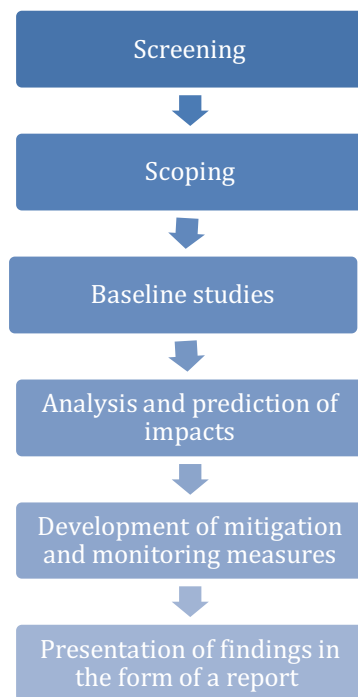 Screening
Scoping
Baseline studies
Analysis and prediction of
impacts
Development of mitigation
and monitoring measures
Presentation of findings in
the form of a report